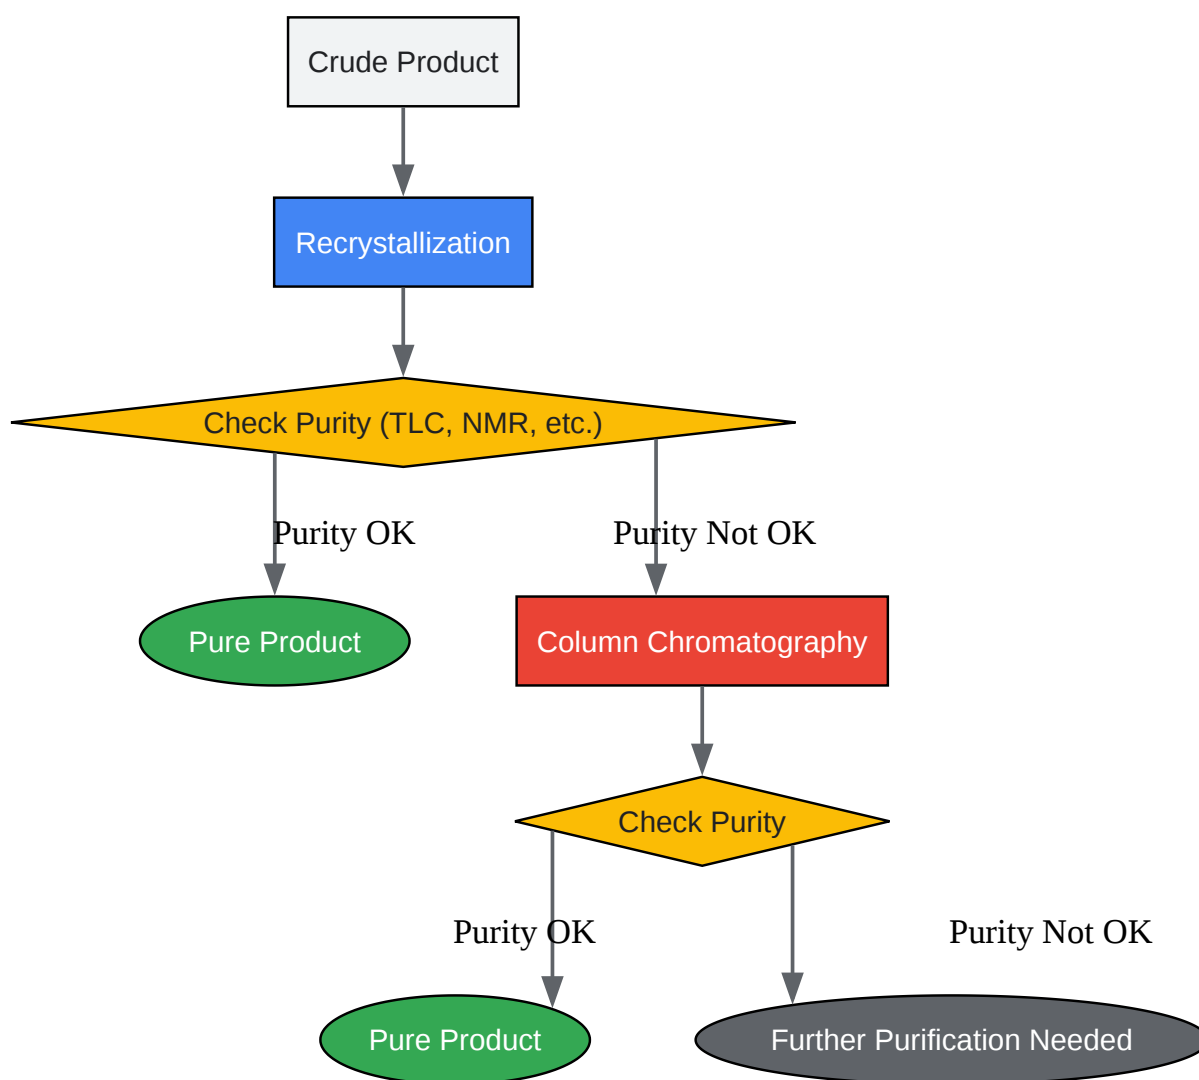 Crude Product
Recrystallization
Check Purity (TLC, NMR, etc.)
Purity OK
Purity Not OK
Pure Product
Column Chromatography
Check Purity
Purity OK
Purity Not OK
Pure Product
Further Purification Needed